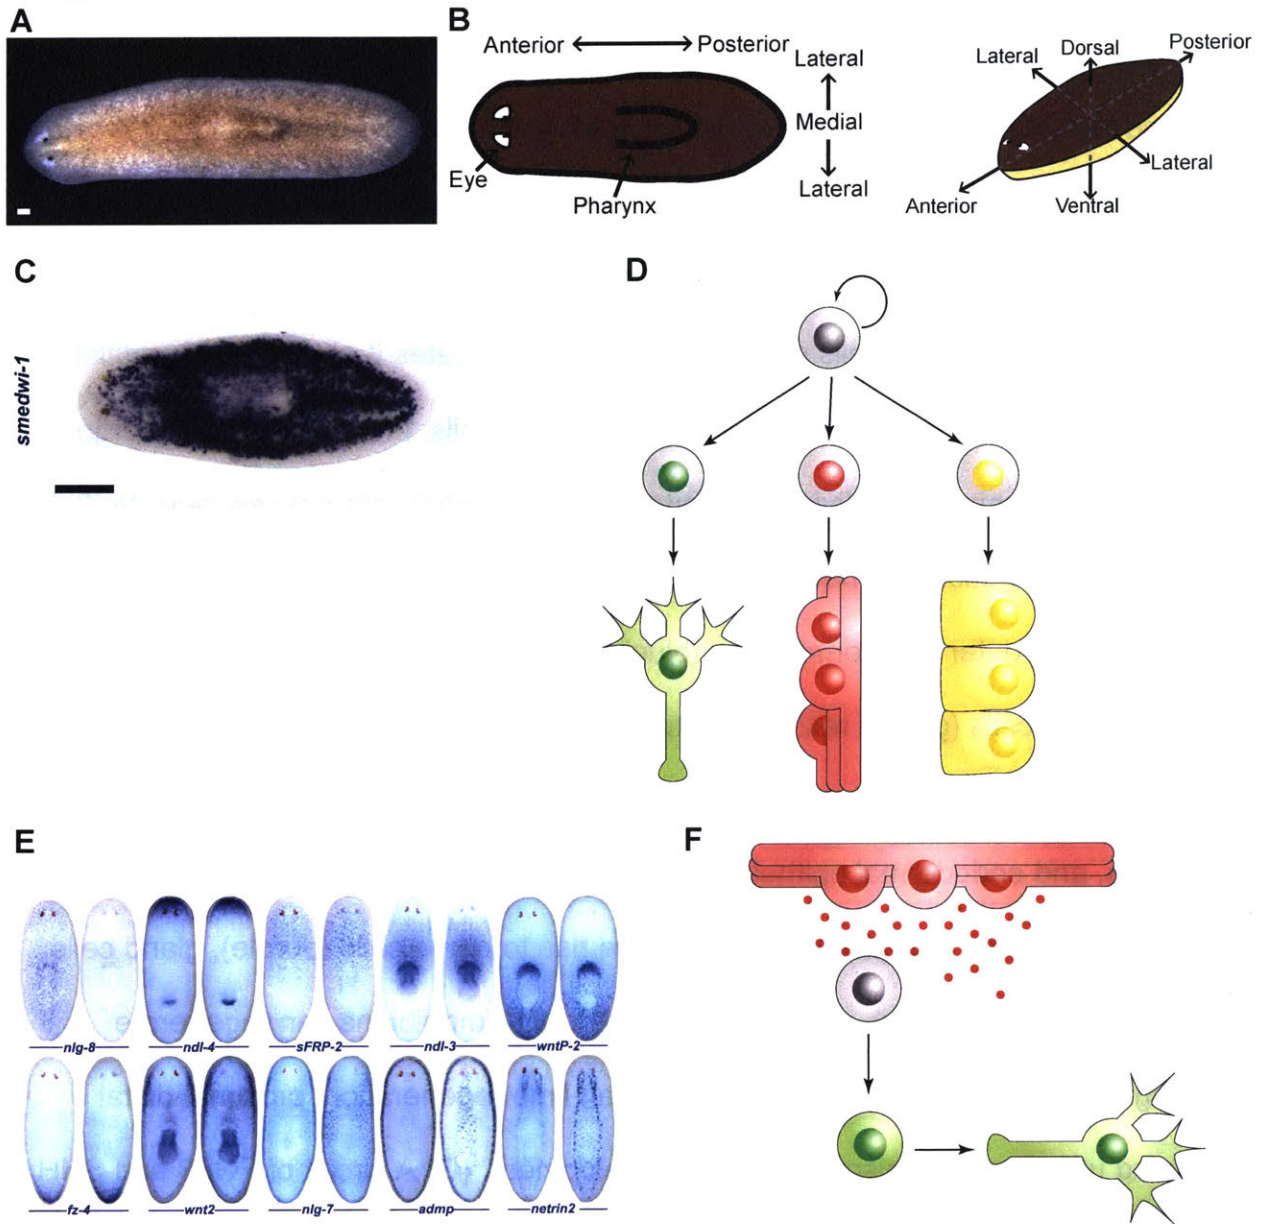 A
B
Anterior
Posterior
Lateral
Medial
Lateral
Eye
Pharynx
Lateral
Dorsal
Posterior
Lateral
Anterior
Ventral
C
smedwi-1
D
E
nlg-8
ndl-4
sFRP-2
ndl-3
wntP-2
fz-4
wnt2
nlg-7
admp
netrin2
F